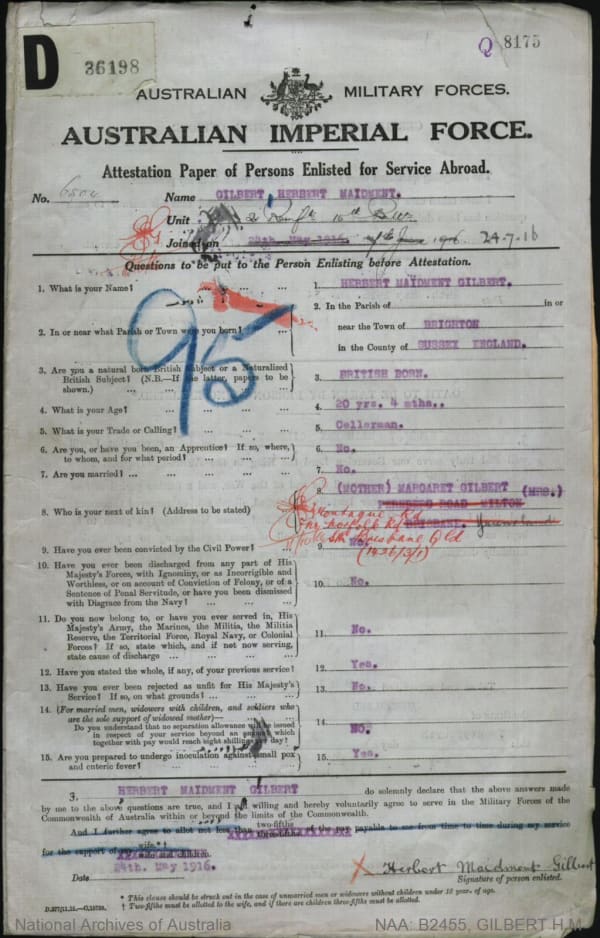 D
36198
Q 8175
AUSTRALIAN MILITARY FORCES.
AUSTRALIAN IMPERIAL FORCE.
Attestation Paper of Persons Enlisted for Service Abroad.
No. Name GILBERT HERBERT MAIDMENT.
Unit
Joined on 24th May 1916 24.7.16
Questions to be put to the Person Enlisting before Attestation.
1. What is your Name? ... ... ... 1. HERBERT MAIDMENT GILBERT.
2. In or near what Parish or Town were you born? 2. In the Parish of in or
near the Town of BRIGHTON
in the County of SUSSEX ENGLAND.
3. Are you a natural born British Subject or a Naturalized
British Subject? (N.B.—If the latter, papers to be
shown.) ... ... 3. BRITISH BORN.
4. What is your Age? ... 4. 20 yrs. 4 mths..
5. What is your Trade or Calling? ... 5. Cellerman.
6. Are you, or have you been, an Apprentice? If so, where,
to whom, and for what period? ... 6. No.
7. Are you married? ... ... ... 7. No.
8. Who is your next of kin? (Address to be stated) 8. (MOTHER) MARGARET GILBERT (MRS.)
MILTON
BRISBANE. Queensland
Montague Rd
Sth Brisbane Qld
95
9. Have you ever been convicted by the Civil Power? ... 9. No.
10. Have you ever been discharged from any part of His
Majesty's Forces, with Ignominy, or as Incorrigible and
Worthless, or on account of Conviction of Felony, or of a
Sentence of Penal Servitude, or have you been dismissed
with Disgrace from the Navy? ... ... 10. No.
11. Do you now belong to, or have you ever served in, His
Majesty's Army, the Marines, the Militia, the Militia
Reserve, the Territorial Force, Royal Navy, or Colonial
Forces? If so, state which, and if not now serving,
state cause of discharge ... ... ... 11. No.
12. Have you stated the whole, if any, of your previous service? 12. Yes.
13. Have you ever been rejected as unfit for His Majesty's
Service? If so, on what grounds? ... 13. No.
14. (For married men, widowers with children, and soldiers who
are the sole support of widowed mother)—
Do you understand that no separation allowance will be issued
in respect of your service beyond an amount which
together with pay would reach eight shillings per day? 14. NO.
15. Are you prepared to undergo inoculation against small pox
and enteric fever? 15. Yes.
3. HERBERT MAIDMENT GILBERT do solemnly declare that the above answers made
by me to the above questions are true, and I am willing and hereby voluntarily agree to serve in the Military Forces of the
Commonwealth of Australia within or beyond the limits of the Commonwealth.
And I further agree to allot not less than two-fifths three-fifths of the pay payable to me from time to time during my service
for the support of my wife*†
wife and children.
Date 24th. May 1916. X Herbert Maidment Gilbert
Signature of person enlisted.
* This clause should be struck out in the case of unmarried men or widowers without children under 18 year. of age.
† Two-fifths must be allotted to the wife, and if there are children three-fifths must be allotted.
National Archives of Australia NAA: B2455, GILBERT H M